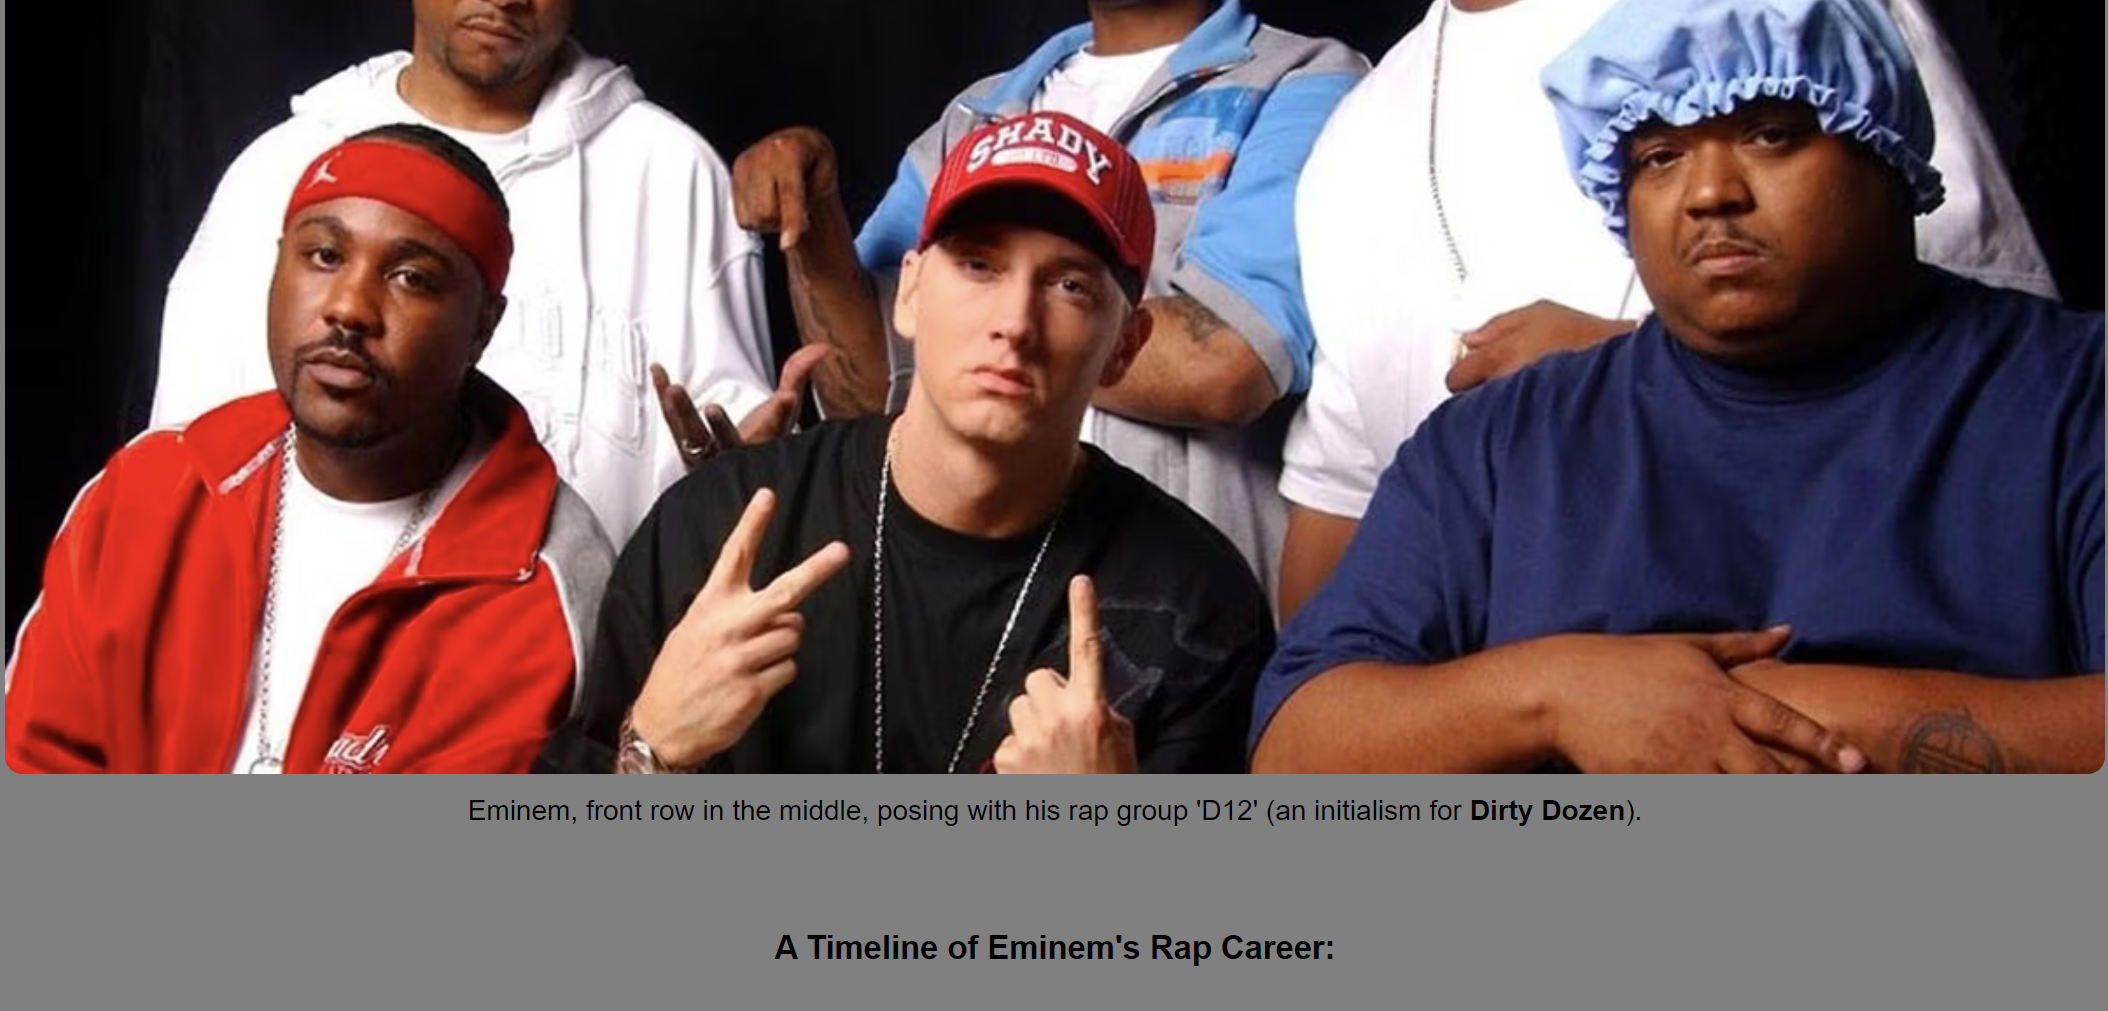 SHADY
LTD
Eminem, front row in the middle, posing with his rap group 'D12' (an initialism for Dirty Dozen).
A Timeline of Eminem's Rap Career: